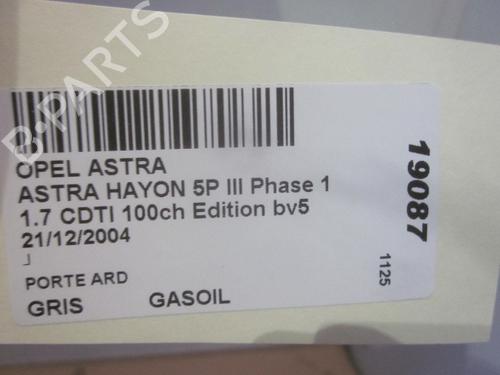 B-PARTS
OPEL ASTRA
ASTRA HAYON 5P III Phase 1
1.7 CDTI 100ch Edition bv5
21/12/2004
PORTE ARD
GRIS GASOIL
19087
1125